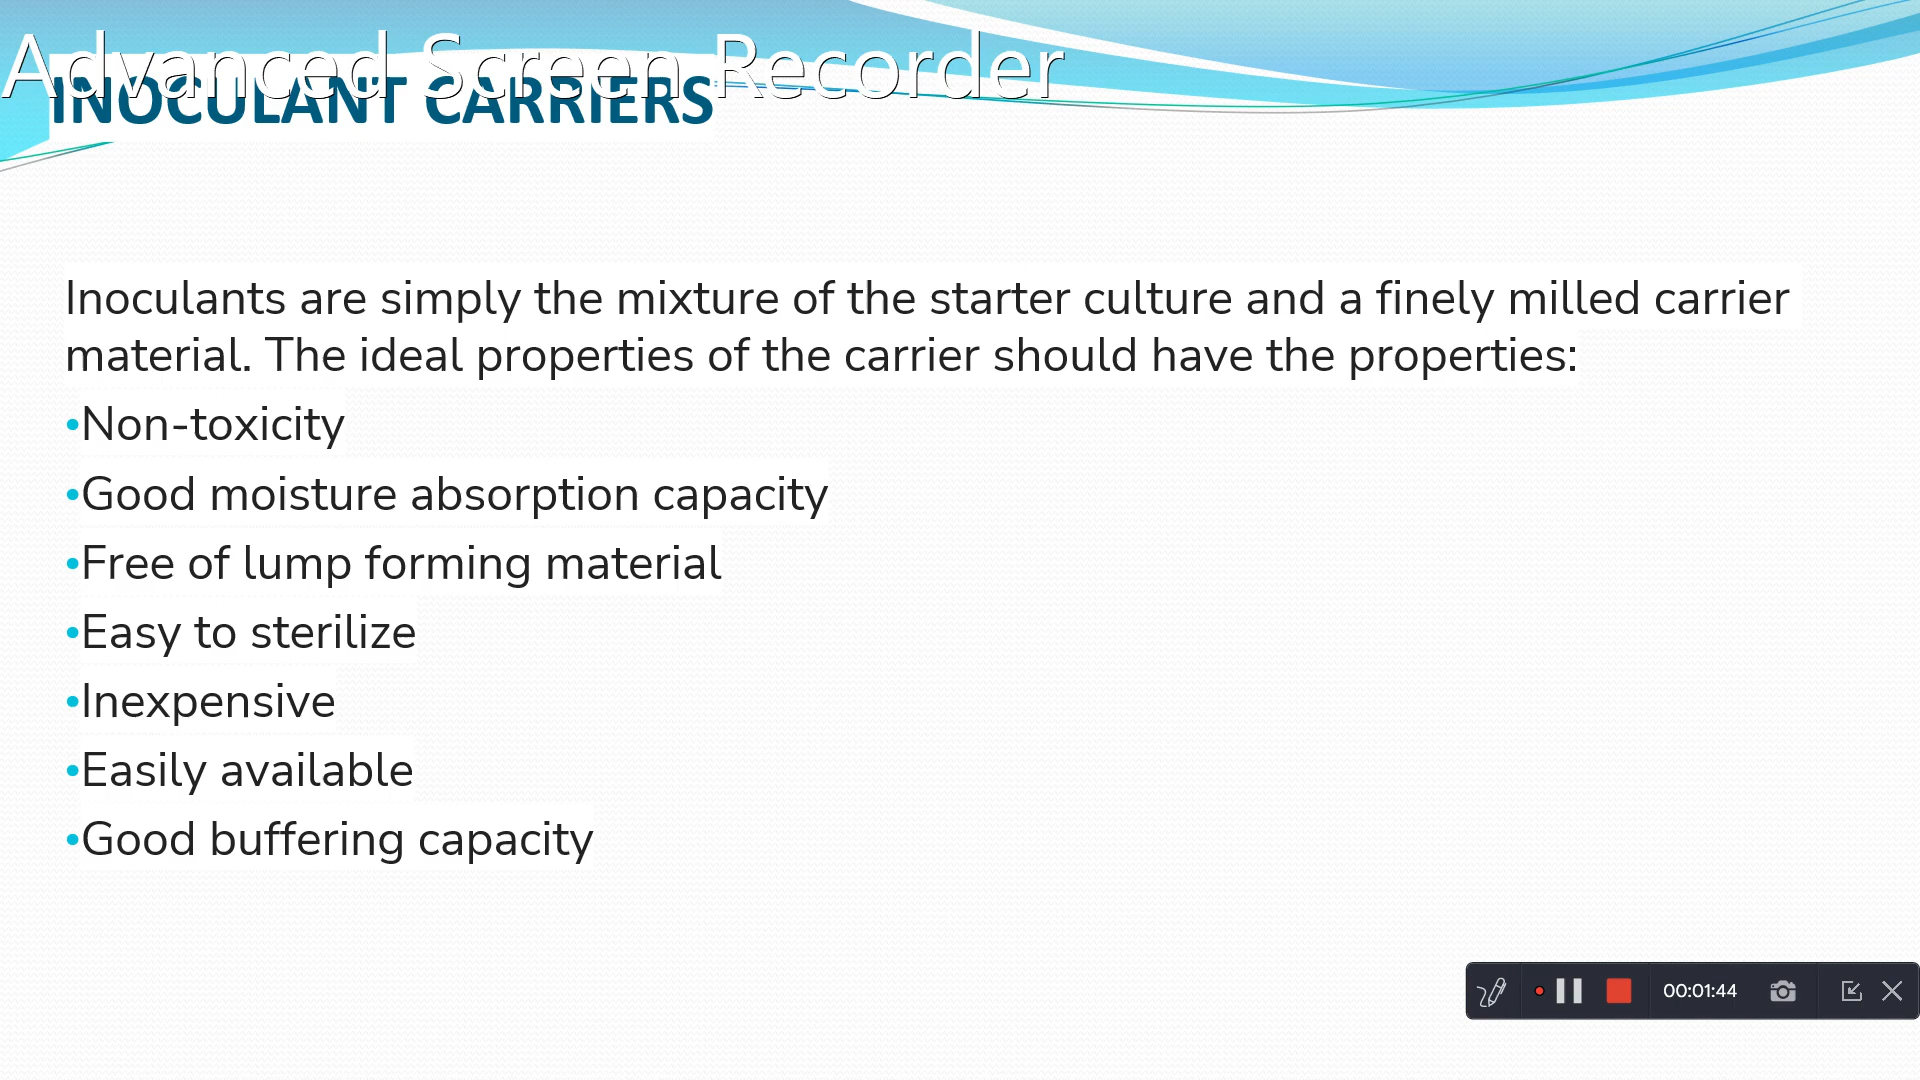 Advanced Screen Recorder
INOCULANT CARRIERS
Inoculants are simply the mixture of the starter culture and a finely milled carrier
material. The ideal properties of the carrier should have the properties:
•Non-toxicity
•Good moisture absorption capacity
•Free of lump forming material
•Easy to sterilize
•Inexpensive
•Easily available
•Good buffering capacity
00:01:44